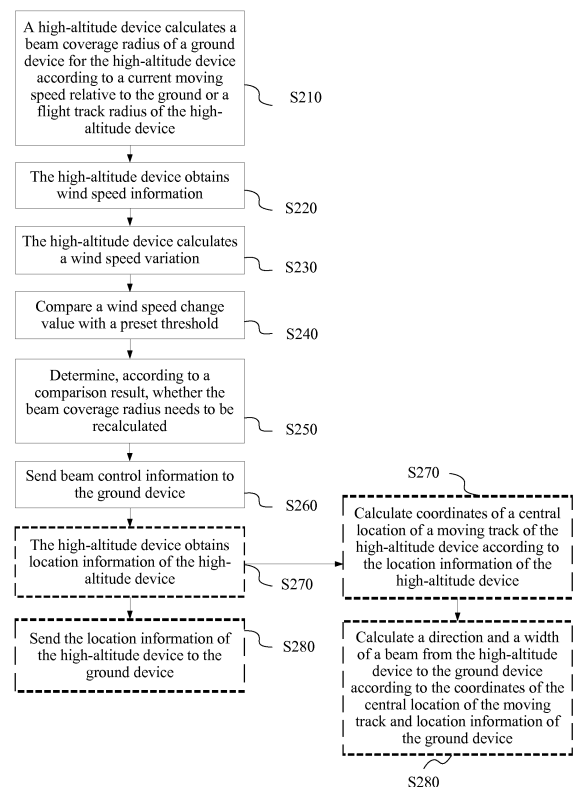 A high-altitude device calculates a
beam coverage radius of a ground
device for the high-altitude device
according to a current moving
speed relative to the ground or a
flight track radius of the high-
altitude device
S210
The high-altitude device obtains
wind speed information
S220
The high-altitude device calculates
a wind speed variation
S230
Compare a wind speed change
value with a preset threshold
S240
Determine, according to a
comparison result, whether the
beam coverage radius needs to be
recalculated
S250
Send beam control information to
the ground device
S260
The high-altitude device obtains
location information of the high-
altitude device
S270
Send the location information of
the high-altitude device to the
ground device
S280
S270
Calculate coordinates of a central
location of a moving track of the
high-altitude device according to
the location information of the
high-altitude device
Calculate a direction and a width
of a beam from the high-altitude
device to the ground device
according to the coordinates of the
central location of the moving
track and location information of
the ground device
S280